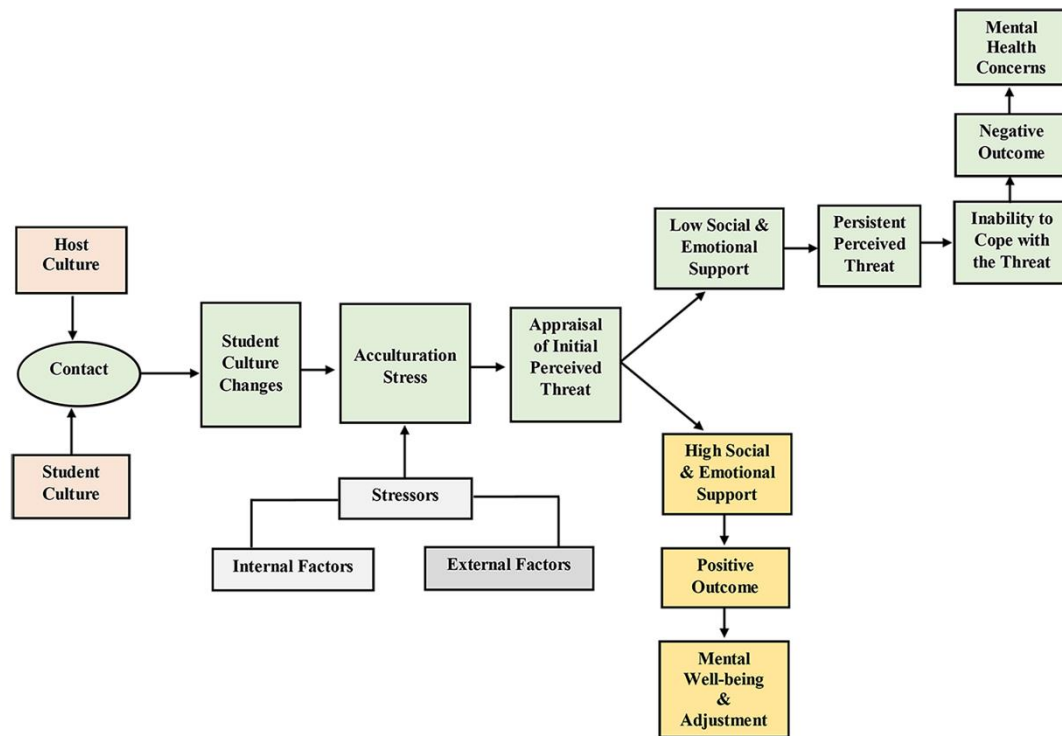 Host
Culture
Contact
Student
Culture
Student
Culture
Changes
Acculturation
Stress
Stressors
Internal Factors
External Factors
Appraisal
of Initial
Perceived
Threat
Low Social &
Emotional
Support
Persistent
Perceived
Threat
Inability to
Cope with
the Threat
Negative
Outcome
Mental
Health
Concerns
High Social
& Emotional
Support
Positive
Outcome
Mental
Well-being
&
Adjustment